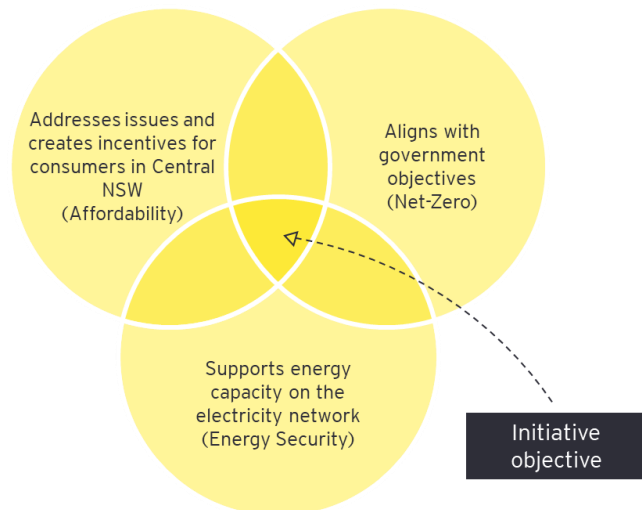 Addresses issues and
creates incentives for
consumers in Central
NSW
(Affordability)
Aligns with
government
objectives
(Net-Zero)
Supports energy
capacity on the
electricity network
(Energy Security)
Initiative
objective